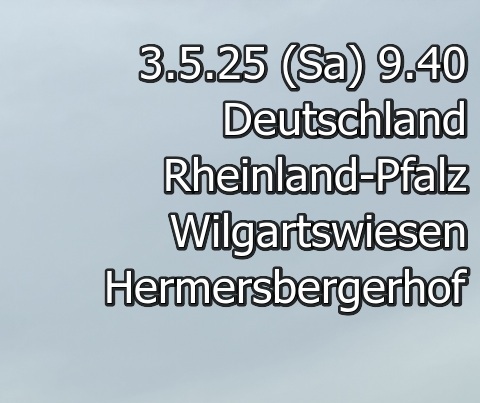 3.5.25 (Sa) 9.40
Deutschland
Rheinland-Pfalz
Wilgartswiesen
Hermersbergerhof